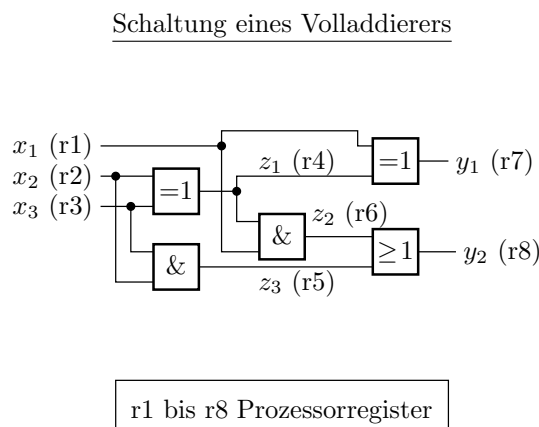 Schaltung eines Volladdierers
x₁ (r1)
x₂ (r2)
x₃ (r3)
=1
&
z₁ (r4)
&
z₂ (r6)
z₃ (r5)
=1
≥1
y₁ (r7)
y₂ (r8)
r1 bis r8 Prozessorregister